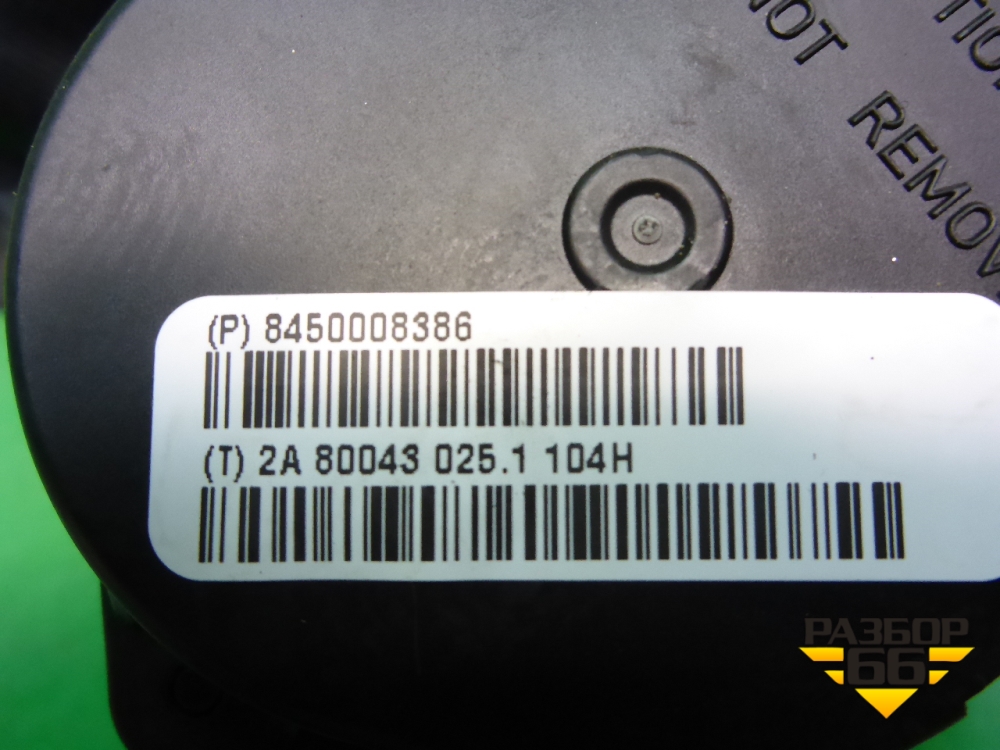 NOT
REMOV
(P) 8450008386
(T) 2A 80043 025.1 104H
РАЗБОР
66